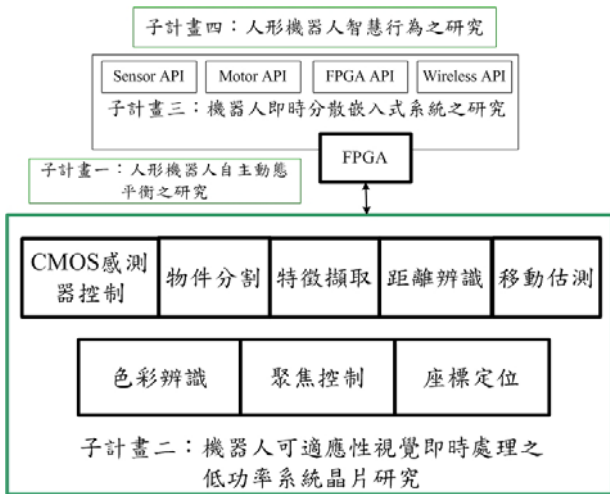 子計畫四：人形機器人智慧行為之研究
Sensor API
Motor API
FPGA API
Wireless API
子計畫三：機器人即時分散嵌入式系統之研究
FPGA
子計畫一：人形機器人自主動態
平衡之研究
CMOS感測
器控制
物件分割
特徵擷取
距離辨識
移動估測
色彩辨識
聚焦控制
座標定位
子計畫二：機器人可適應性視覺即時處理之
低功率系統晶片研究